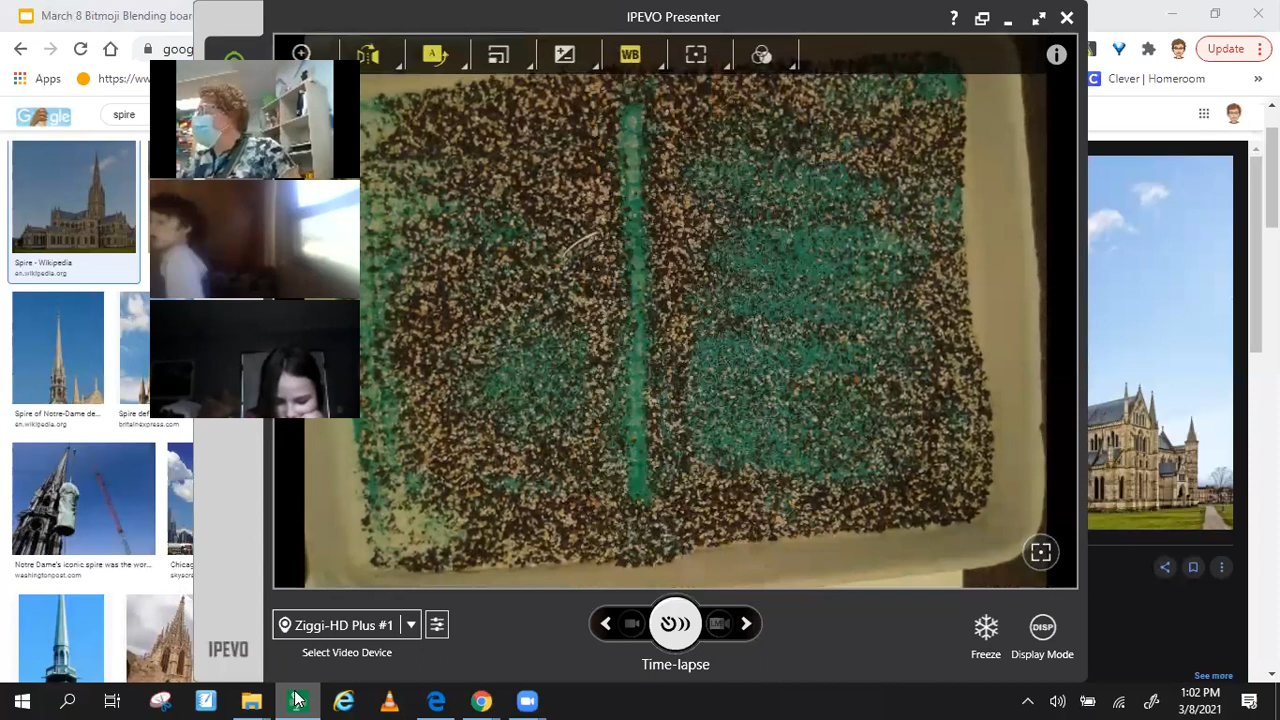 March 8 Bitmoji Blending boar
IPEVO Presenter
?
goog
Update
Apps
https://ww
Clever | Homeroom
»
A
WB
i
Google
spire
Spire - Wikipedia
en.wikipedia.org
Spire of Notre-Dame de...
en.wikipedia.org
Spire def
britainexpress.com
Notre Dame's iconic spire was the wor...
washingtonpost.com
Chicag
skyscra
IPEVO
Ziggi-HD Plus #1
Select Video Device
LIVE
Time-lapse
Freeze
DISP
Display Mode
See more
1:02 PM
3/8/2021